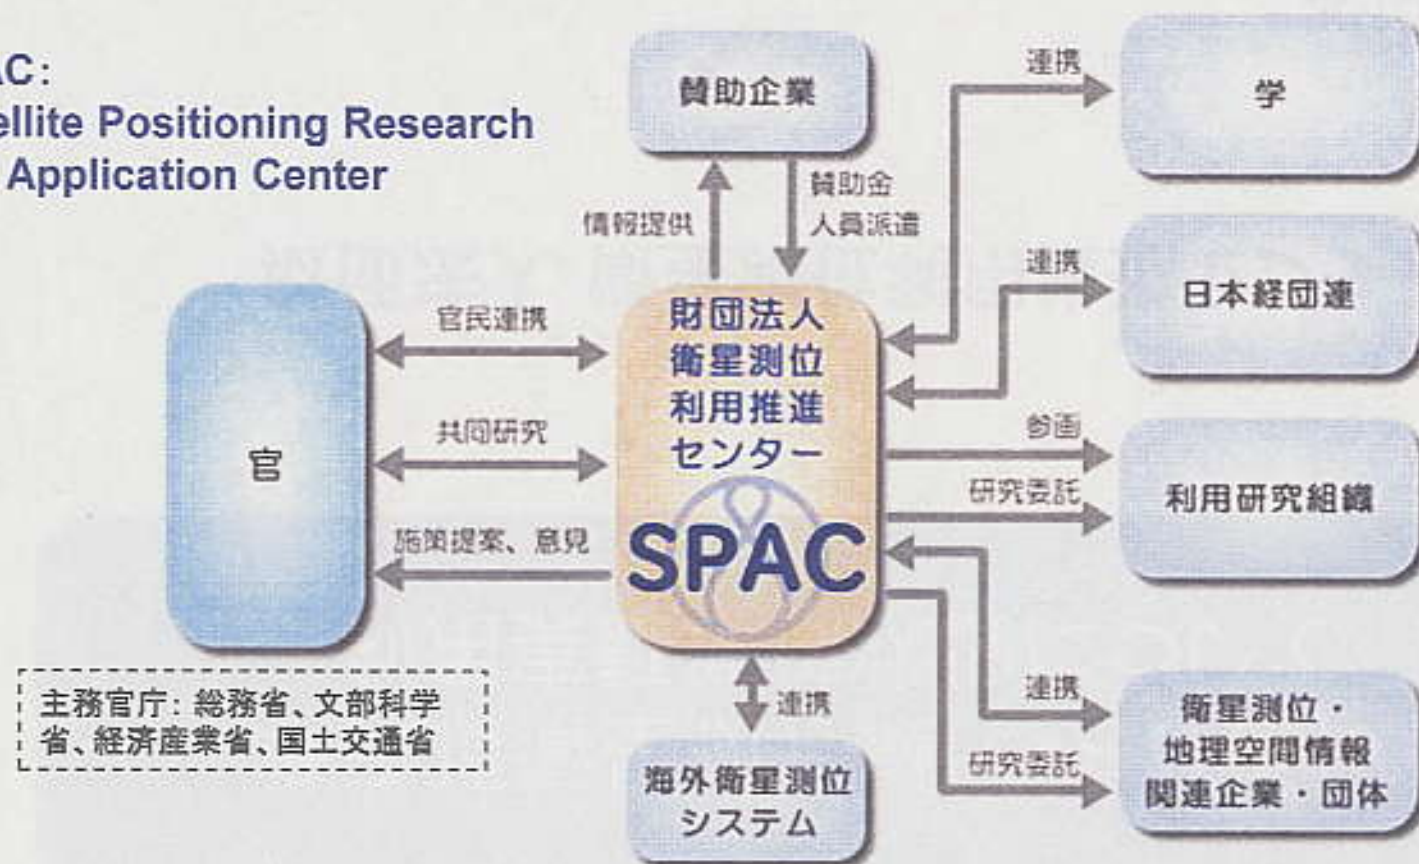 AC:
ellite Positioning Research
Application Center
賛助企業
情報提供
賛助金
人員派遣
連携
学
連携
日本経団連
官民連携
共同研究
施策提案、意見
官
財団法人
衛星測位
利用推進
センター
SPAC
参画
研究委託
利用研究組織
主務官庁: 総務省、文部科学
省、経済産業省、国土交通省
連携
海外衛星測位
システム
連携
研究委託
衛星測位・
地理空間情報
関連企業・団体